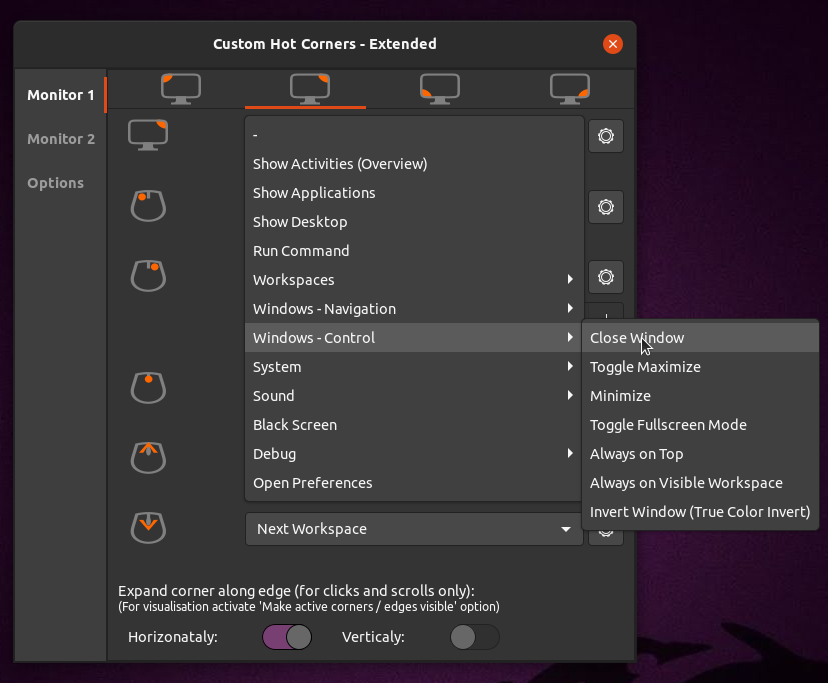 Custom Hot Corners - Extended
Monitor 1
Monitor 2
Options
-
Show Activities (Overview)
Show Applications
Show Desktop
Run Command
Workspaces
Windows - Navigation
Windows - Control
System
Sound
Black Screen
Debug
Open Preferences
Close Window
Toggle Maximize
Minimize
Toggle Fullscreen Mode
Always on Top
Always on Visible Workspace
Invert Window (True Color Invert)
Next Workspace
Expand corner along edge (for clicks and scrolls only):
(For visualisation activate 'Make active corners / edges visible' option)
Horizontaly: Verticaly: